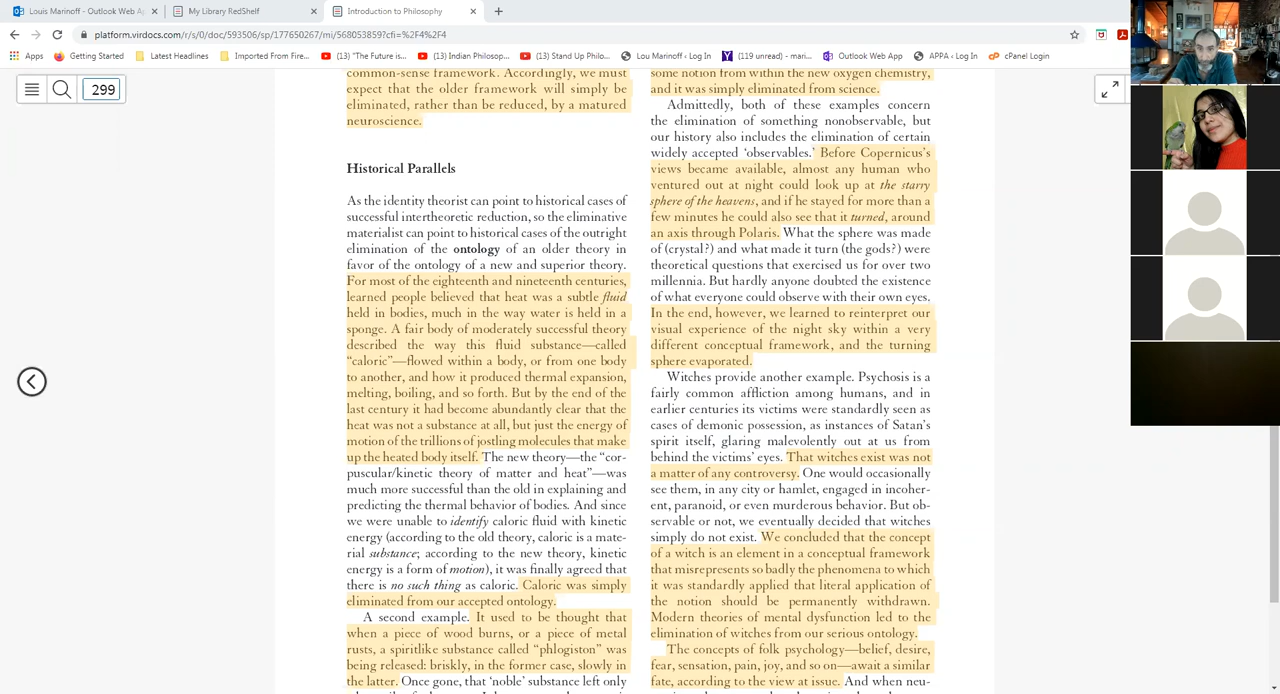 Louis Marinoff - Outlook Web Ap
My Library RedShelf
Introduction to Philosophy
platform.virdocs.com/r/s/0/doc/593506/sp/177650267/mi/568053859?cfi=%2F4%2F4
Apps
Getting Started
Latest Headlines
Imported From Firef
(13) "The Future is...
(13) Indian Philosop...
(13) Stand Up Philo...
Lou Marinoff ‹ Log In
(119 unread) - mari...
Outlook Web App
APPA ‹ Log In
cPanel Login
299
common-sense framework. Accordingly, we must
expect that the older framework will simply be
eliminated, rather than be reduced, by a matured
neuroscience.
Historical Parallels
As the identity theorist can point to historical cases of
successful intertheoretic reduction, so the eliminative
materialist can point to historical cases of the outright
elimination of the ontology of an older theory in
favor of the ontology of a new and superior theory.
For most of the eighteenth and nineteenth centuries,
learned people believed that heat was a subtle fluid
held in bodies, much in the way water is held in a
sponge. A fair body of moderately successful theory
described the way this fluid substance—called
“caloric”—flowed within a body, or from one body
to another, and how it produced thermal expansion,
melting, boiling, and so forth. But by the end of the
last century it had become abundantly clear that the
heat was not a substance at all, but just the energy of
motion of the trillions of jostling molecules that make
up the heated body itself. The new theory—the “cor-
puscular/kinetic theory of matter and heat”—was
much more successful than the old in explaining and
predicting the thermal behavior of bodies. And since
we were unable to identify caloric fluid with kinetic
energy (according to the old theory, caloric is a mate-
rial substance; according to the new theory, kinetic
energy is a form of motion), it was finally agreed that
there is no such thing as caloric. Caloric was simply
eliminated from our accepted ontology.
A second example. It used to be thought that
when a piece of wood burns, or a piece of metal
rusts, a spiritlike substance called “phlogiston” was
being released: briskly, in the former case, slowly in
the latter. Once gone, that ‘noble’ substance left only
some notion from within the new oxygen chemistry,
and it was simply eliminated from science.
Admittedly, both of these examples concern
the elimination of something nonobservable, but
our history also includes the elimination of certain
widely accepted ‘observables.’ Before Copernicus’s
views became available, almost any human who
ventured out at night could look up at the starry
sphere of the heavens, and if he stayed for more than a
few minutes he could also see that it turned, around
an axis through Polaris. What the sphere was made
of (crystal?) and what made it turn (the gods?) were
theoretical questions that exercised us for over two
millennia. But hardly anyone doubted the existence
of what everyone could observe with their own eyes.
In the end, however, we learned to reinterpret our
visual experience of the night sky within a very
different conceptual framework, and the turning
sphere evaporated.
Witches provide another example. Psychosis is a
fairly common affliction among humans, and in
earlier centuries its victims were standardly seen as
cases of demonic possession, as instances of Satan’s
spirit itself, glaring malevolently out at us from
behind the victims’ eyes. That witches exist was not
a matter of any controversy. One would occasionally
see them, in any city or hamlet, engaged in incoher-
ent, paranoid, or even murderous behavior. But ob-
servable or not, we eventually decided that witches
simply do not exist. We concluded that the concept
of a witch is an element in a conceptual framework
that misrepresents so badly the phenomena to which
it was standardly applied that literal application of
the notion should be permanently withdrawn.
Modern theories of mental dysfunction led to the
elimination of witches from our serious ontology.
The concepts of folk psychology—belief, desire,
fear, sensation, pain, joy, and so on—await a similar
fate, according to the view at issue. And when neu-